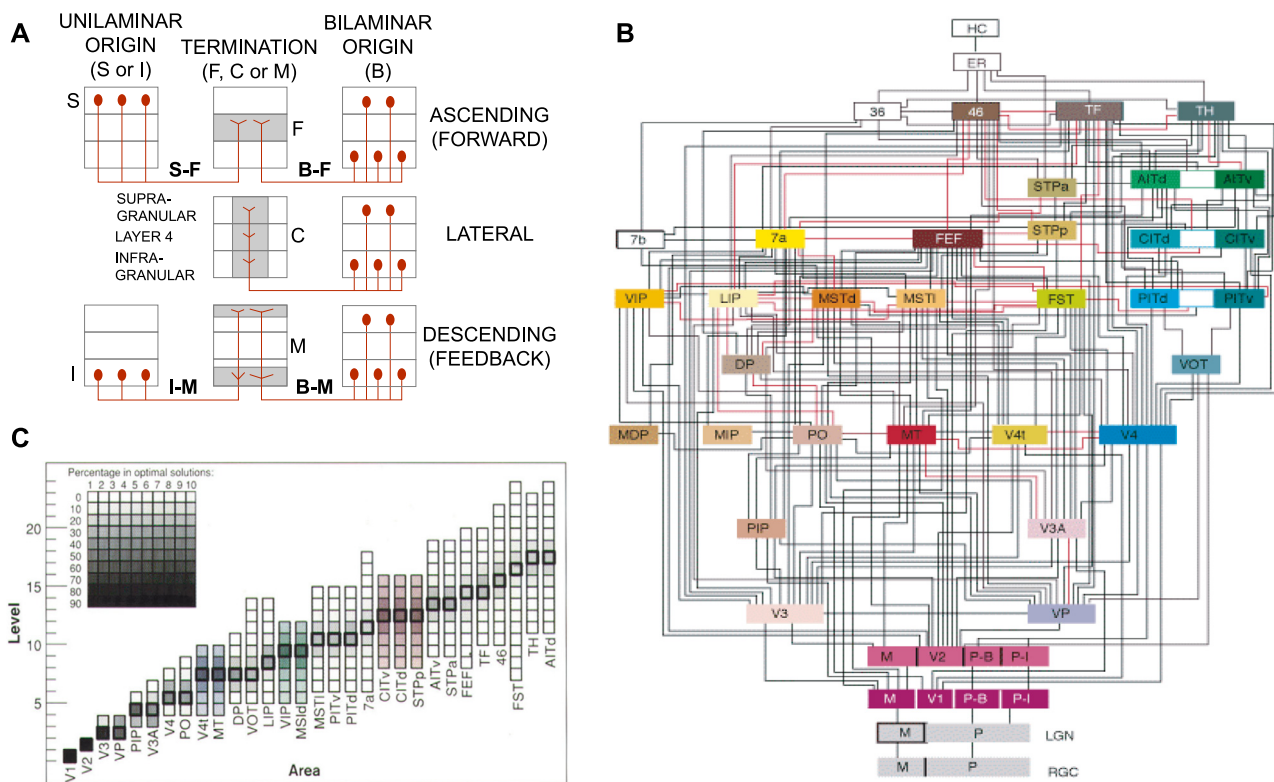 A
UNILAMINAR
ORIGIN
(S or I)
TERMINATION
(F, C or M)
BILAMINAR
ORIGIN
(B)
S
F
ASCENDING
(FORWARD)
S-F
B-F
SUPRA-
GRANULAR
LAYER 4
INFRA-
GRANULAR
C
LATERAL
M
DESCENDING
(FEEDBACK)
I
I-M
B-M
B
HC
ER
36
46
TF
TH
STPa
AITd
AITv
7b
7a
FEF
STPp
CITd
CITv
VIP
LIP
MSTd
MSTl
FST
PITd
PITv
DP
VOT
MDP
MIP
PO
MT
V4t
V4
PIP
V3A
V3
VP
M
V2
P-B
P-I
M
V1
P-B
P-I
M
P
LGN
M
P
RGC
C
Percentage in optimal solutions:
1 2 3 4 5 6 7 8 9 10
0
10
20
30
40
50
60
70
80
90
Level
20
15
10
5
V1
V2
V3
VP
PIP
V3A
V4
PO
V4t
MT
DP
VOT
LIP
VIP
MStd
MSTl
PITv
PITd
7a
CITv
CITd
STPp
AITv
STPa
FEF
TF
46
FST
TH
AITd
Area